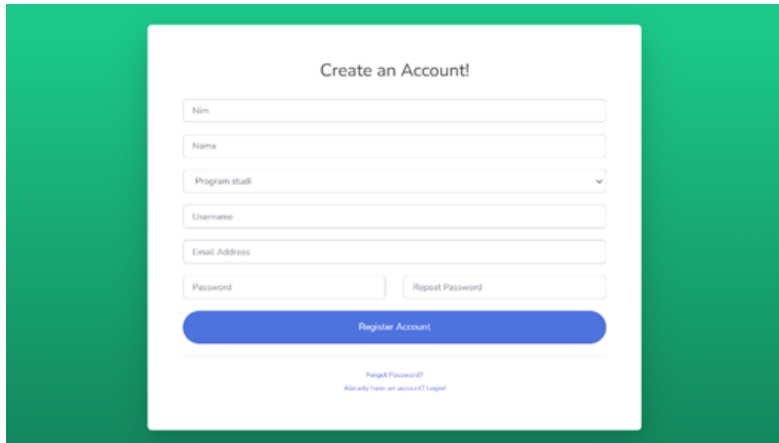 Create an Account!
Nim
Nama
Program studi
Username
Email Address
Password Repeat Password
Register Account
Forgot Password?
Already have an account? Login!